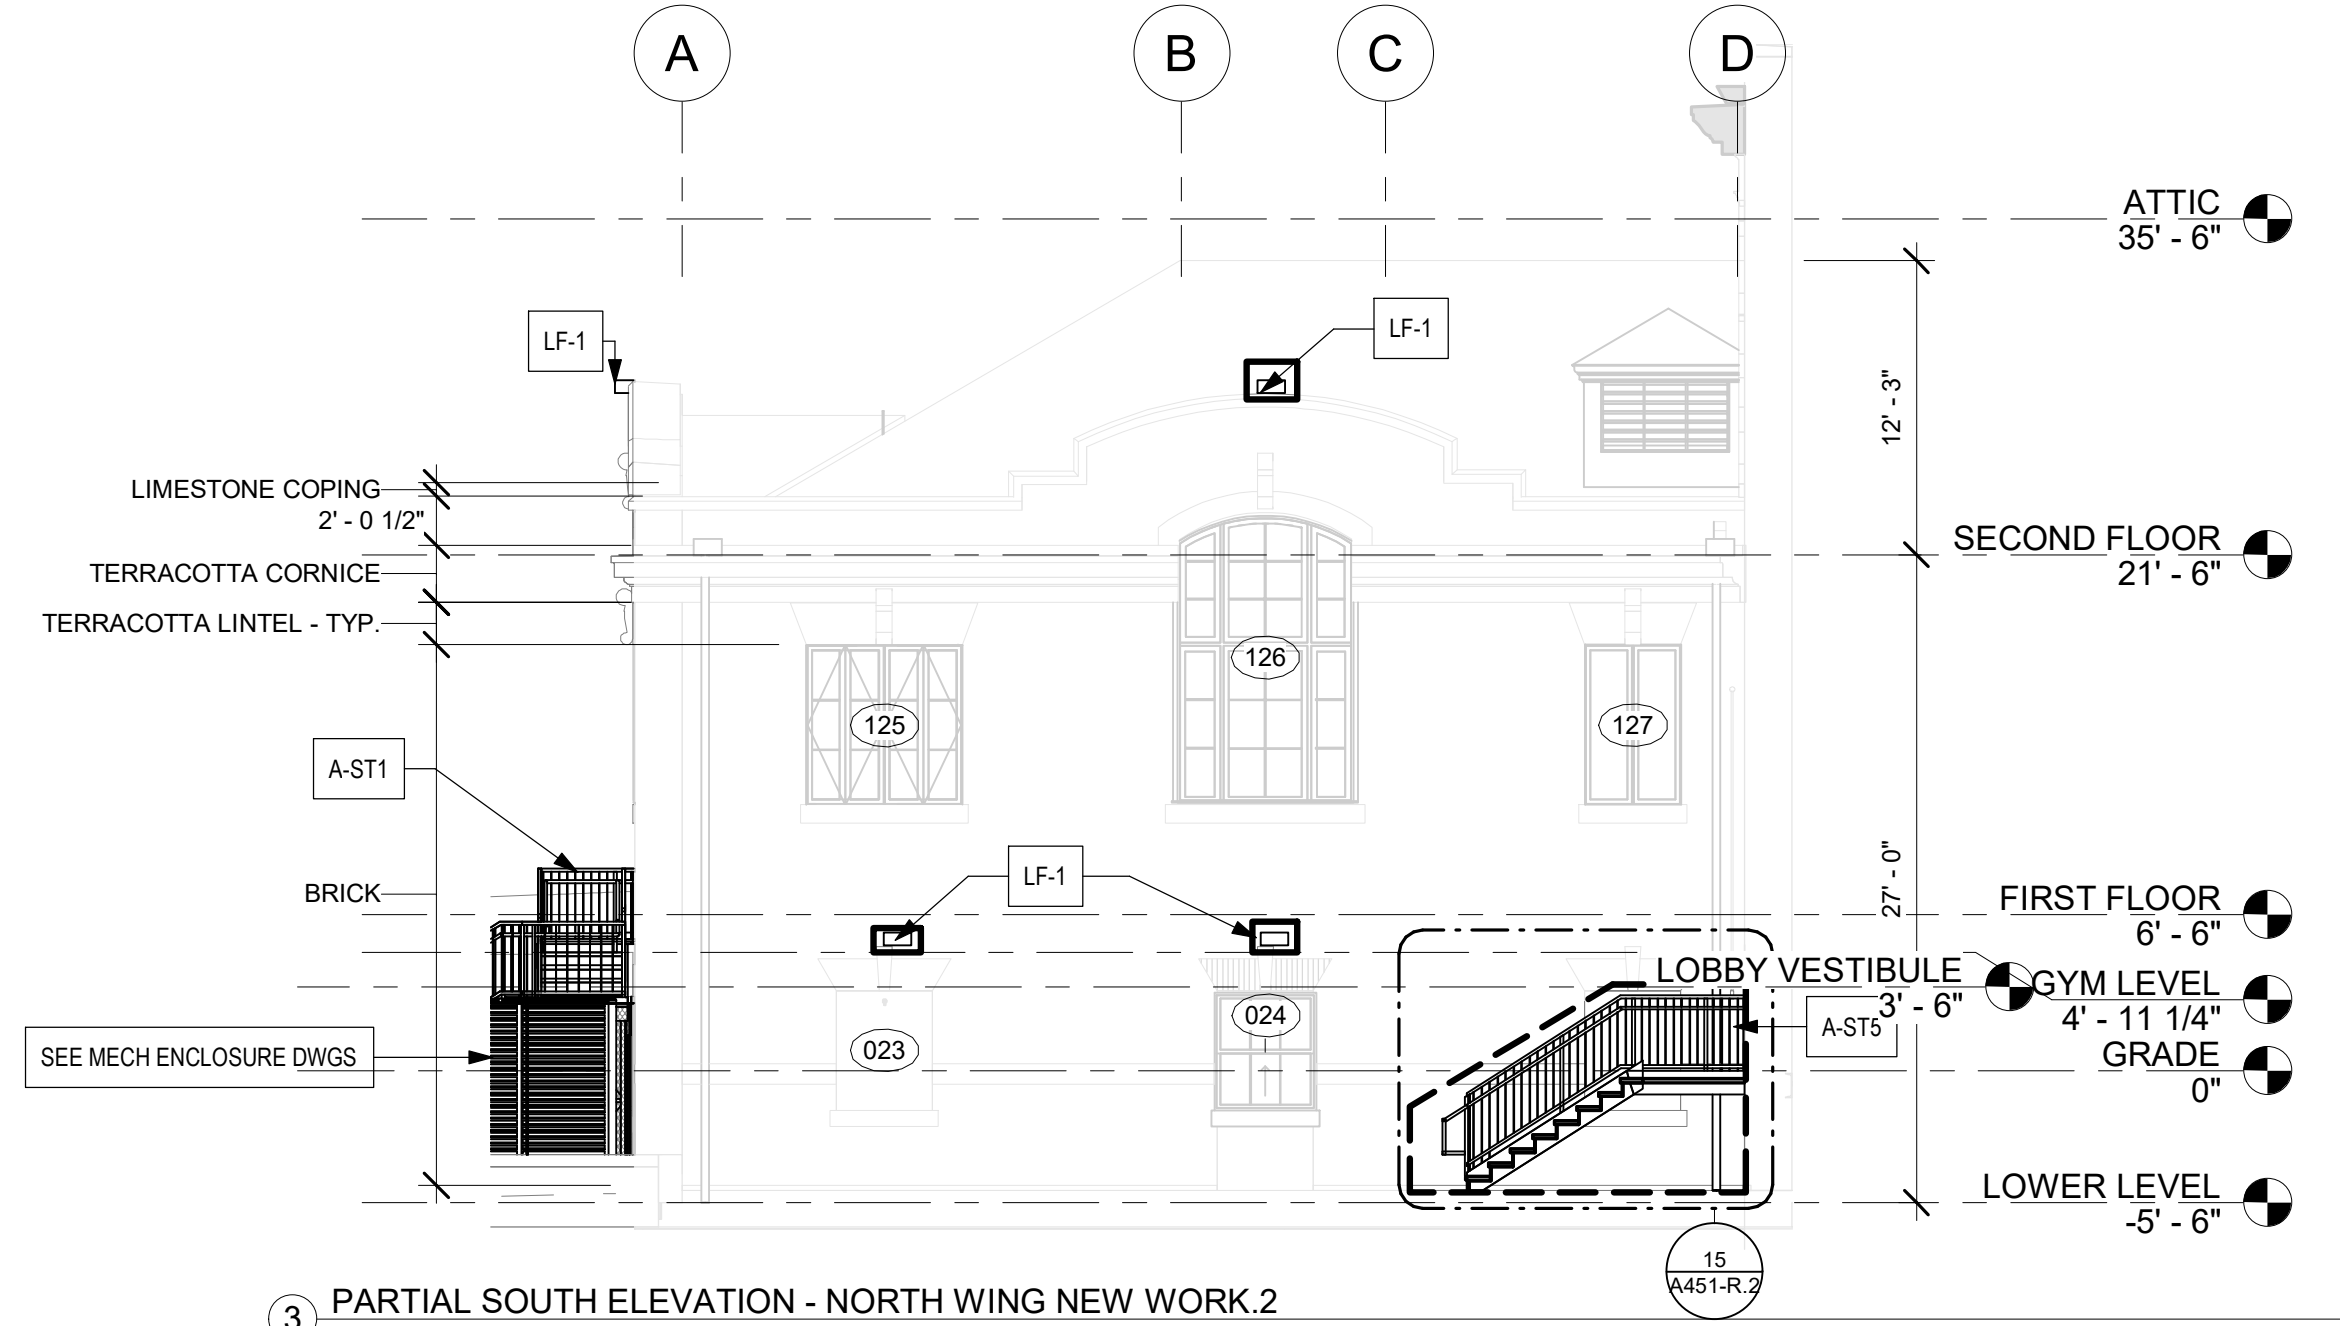 A
B
C
D
ATTIC
35' - 6"
LF-1
LF-1
12' - 3"
LIMESTONE COPING
2' - 0 1/2"
SECOND FLOOR
21' - 6"
TERRACOTTA CORNICE
TERRACOTTA LINTEL - TYP.
126
125
127
A-ST1
LF-1
27' - 0"
BRICK
FIRST FLOOR
6' - 6"
LOBBY VESTIBULE
3' - 6"
GYM LEVEL
4' - 11 1/4"
024
A-ST5
023
SEE MECH ENCLOSURE DWGS
GRADE
0"
LOWER LEVEL
-5' - 6"
15
A451-R.2
3
PARTIAL SOUTH ELEVATION - NORTH WING NEW WORK.2